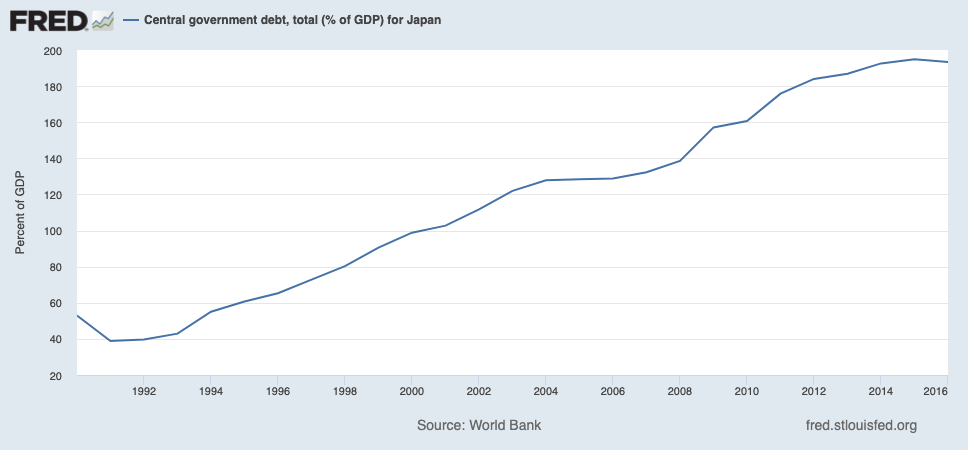 FRED Central government debt, total (% of GDP) for Japan
200
180
160
140
120
100
80
60
40
20
Percent of GDP
1992 1994 1996 1998 2000 2002 2004 2006 2008 2010 2012 2014 2016
Source: World Bank fred.stlouisfed.org